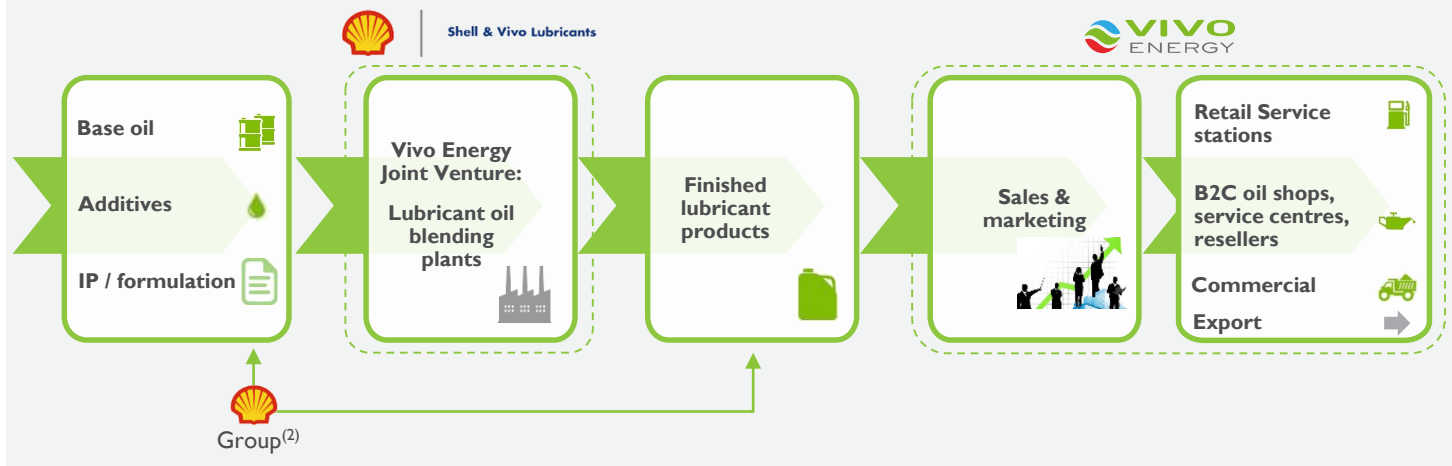 Shell & Vivo Lubricants
VIVO
ENERGY
Base oil
Additives
IP / formulation
Vivo Energy
Joint Venture:
Lubricant oil
blending
plants
Finished
lubricant
products
Sales &
marketing
Retail Service
stations
B2C oil shops,
service centres,
resellers
Commercial
Export
Group(2)